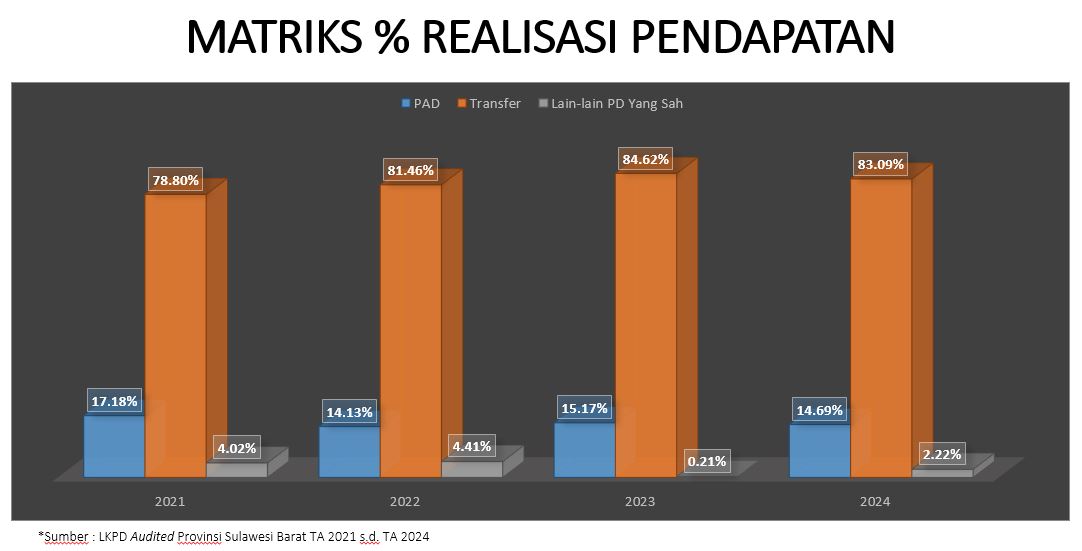 MATRIKS % REALISASI PENDAPATAN
PAD Transfer Lain-lain PD Yang Sah
78.80% 81.46% 84.62% 83.09%
17.18% 14.13% 15.17% 14.69%
4.02% 4.41% 0.21% 2.22%
2021 2022 2023 2024
*Sumber : LKPD Audited Provinsi Sulawesi Barat TA 2021 s.d. TA 2024